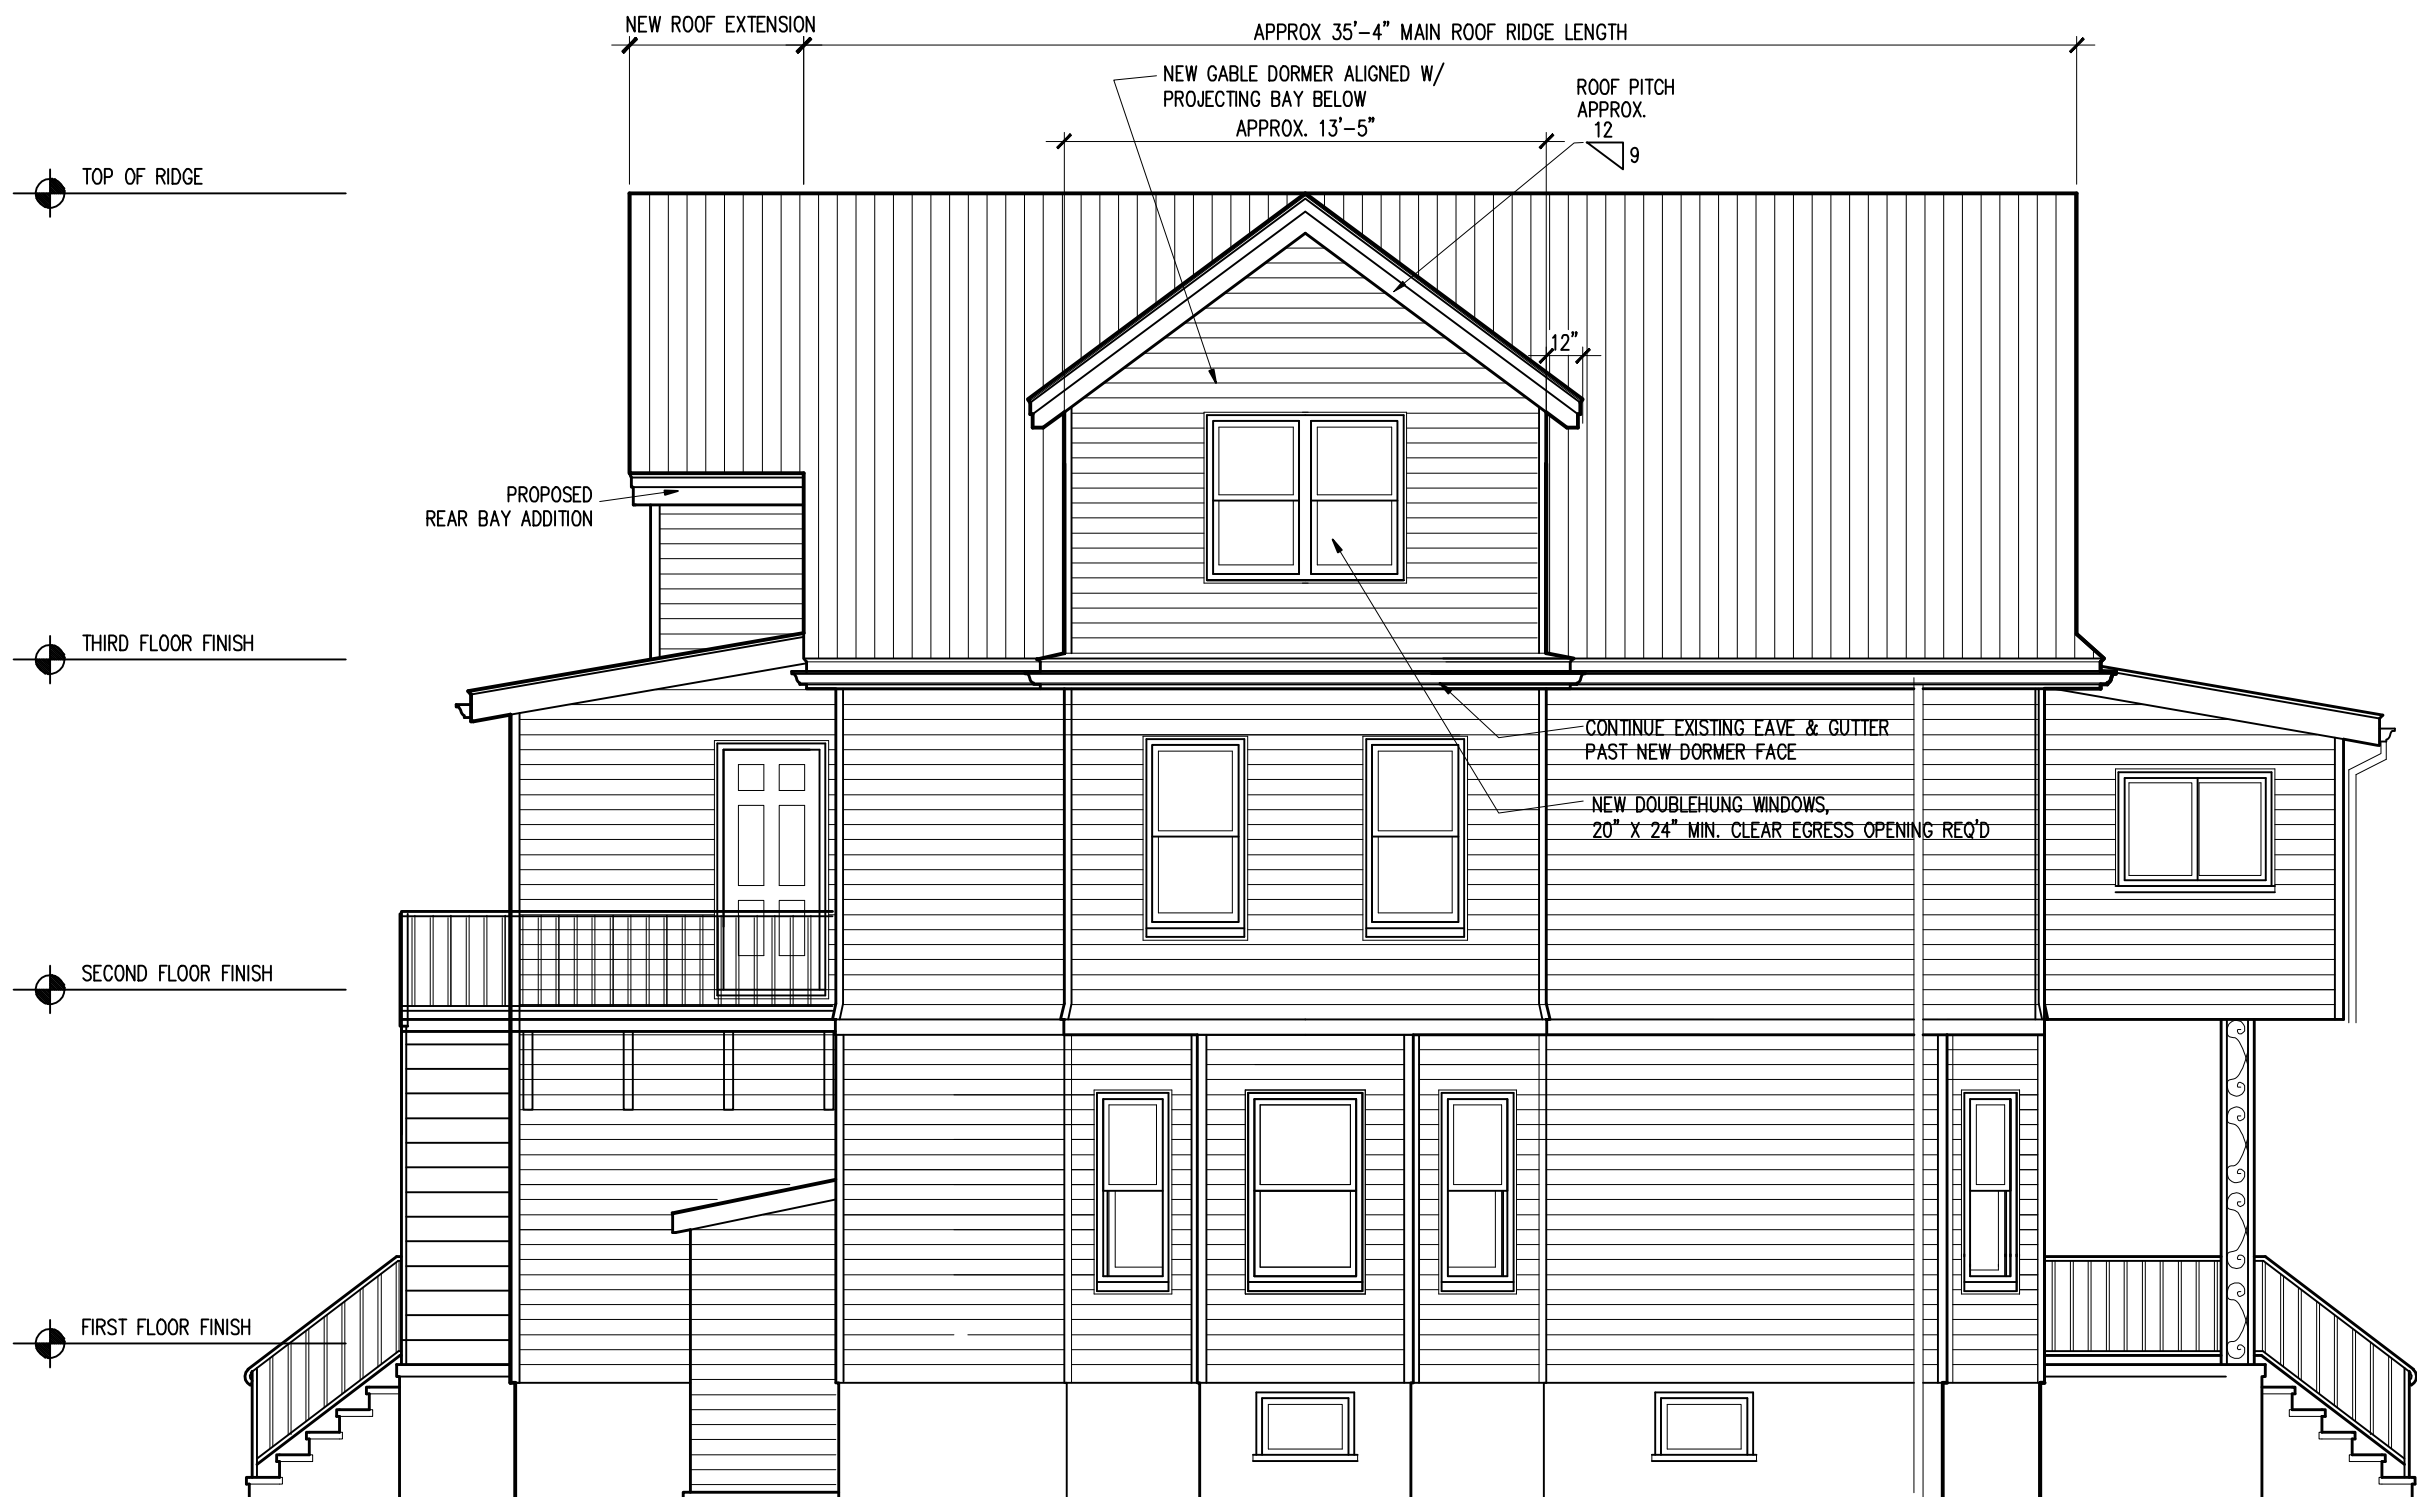 NEW ROOF EXTENSION
APPROX 35'-4" MAIN ROOF RIDGE LENGTH
NEW GABLE DORMER ALIGNED W/
PROJECTING BAY BELOW
APPROX. 13'-5"
ROOF PITCH
APPROX.
12
9
TOP OF RIDGE
12"
PROPOSED
REAR BAY ADDITION
THIRD FLOOR FINISH
CONTINUE EXISTING EAVE & GUTTER
PAST NEW DORMER FACE
NEW DOUBLEHUNG WINDOWS,
20" X 24" MIN. CLEAR EGRESS OPENING REQ'D
SECOND FLOOR FINISH
FIRST FLOOR FINISH